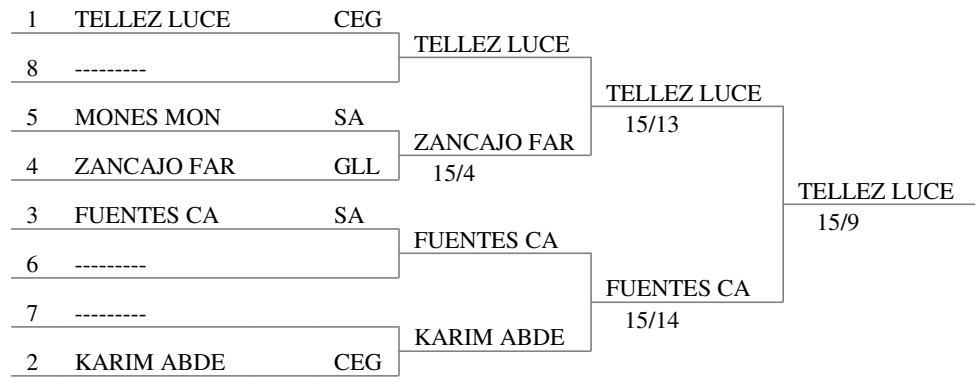 1 TELLEZ LUCE CEG
TELLEZ LUCE
8 ---------
TELLEZ LUCE
15/13
5 MONES MON SA
ZANCAJO FAR
15/4
4 ZANCAJO FAR GLL
TELLEZ LUCE
15/9
3 FUENTES CA SA
FUENTES CA
6 ---------
FUENTES CA
15/14
7 ---------
KARIM ABDE
2 KARIM ABDE CEG